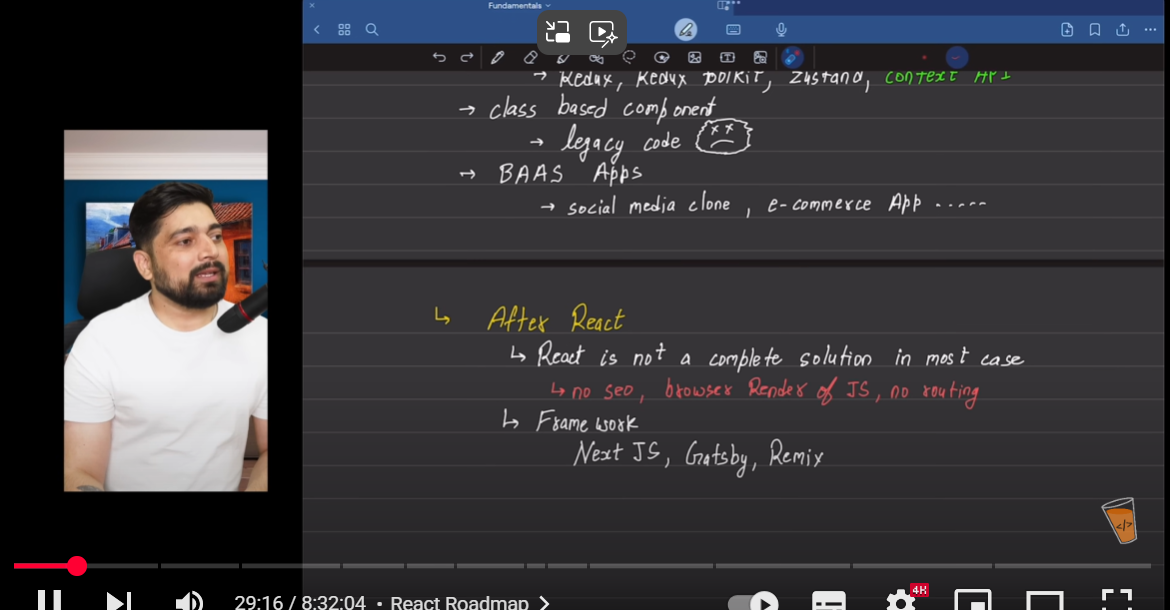 Fundamentals
→ Redux, Redux toolkit, Zustand, context API
→ class based component
→ legacy code
→ BAAS Apps
→ social media clone, e-commerce App .....
↳ After React
↳ React is not a complete solution in most case
↳ no seo, browser Render of JS, no routing
↳ Frame work
Next JS, Gatsby, Remix
</>
29:16 / 8:32:04 • React Roadmap >
4K